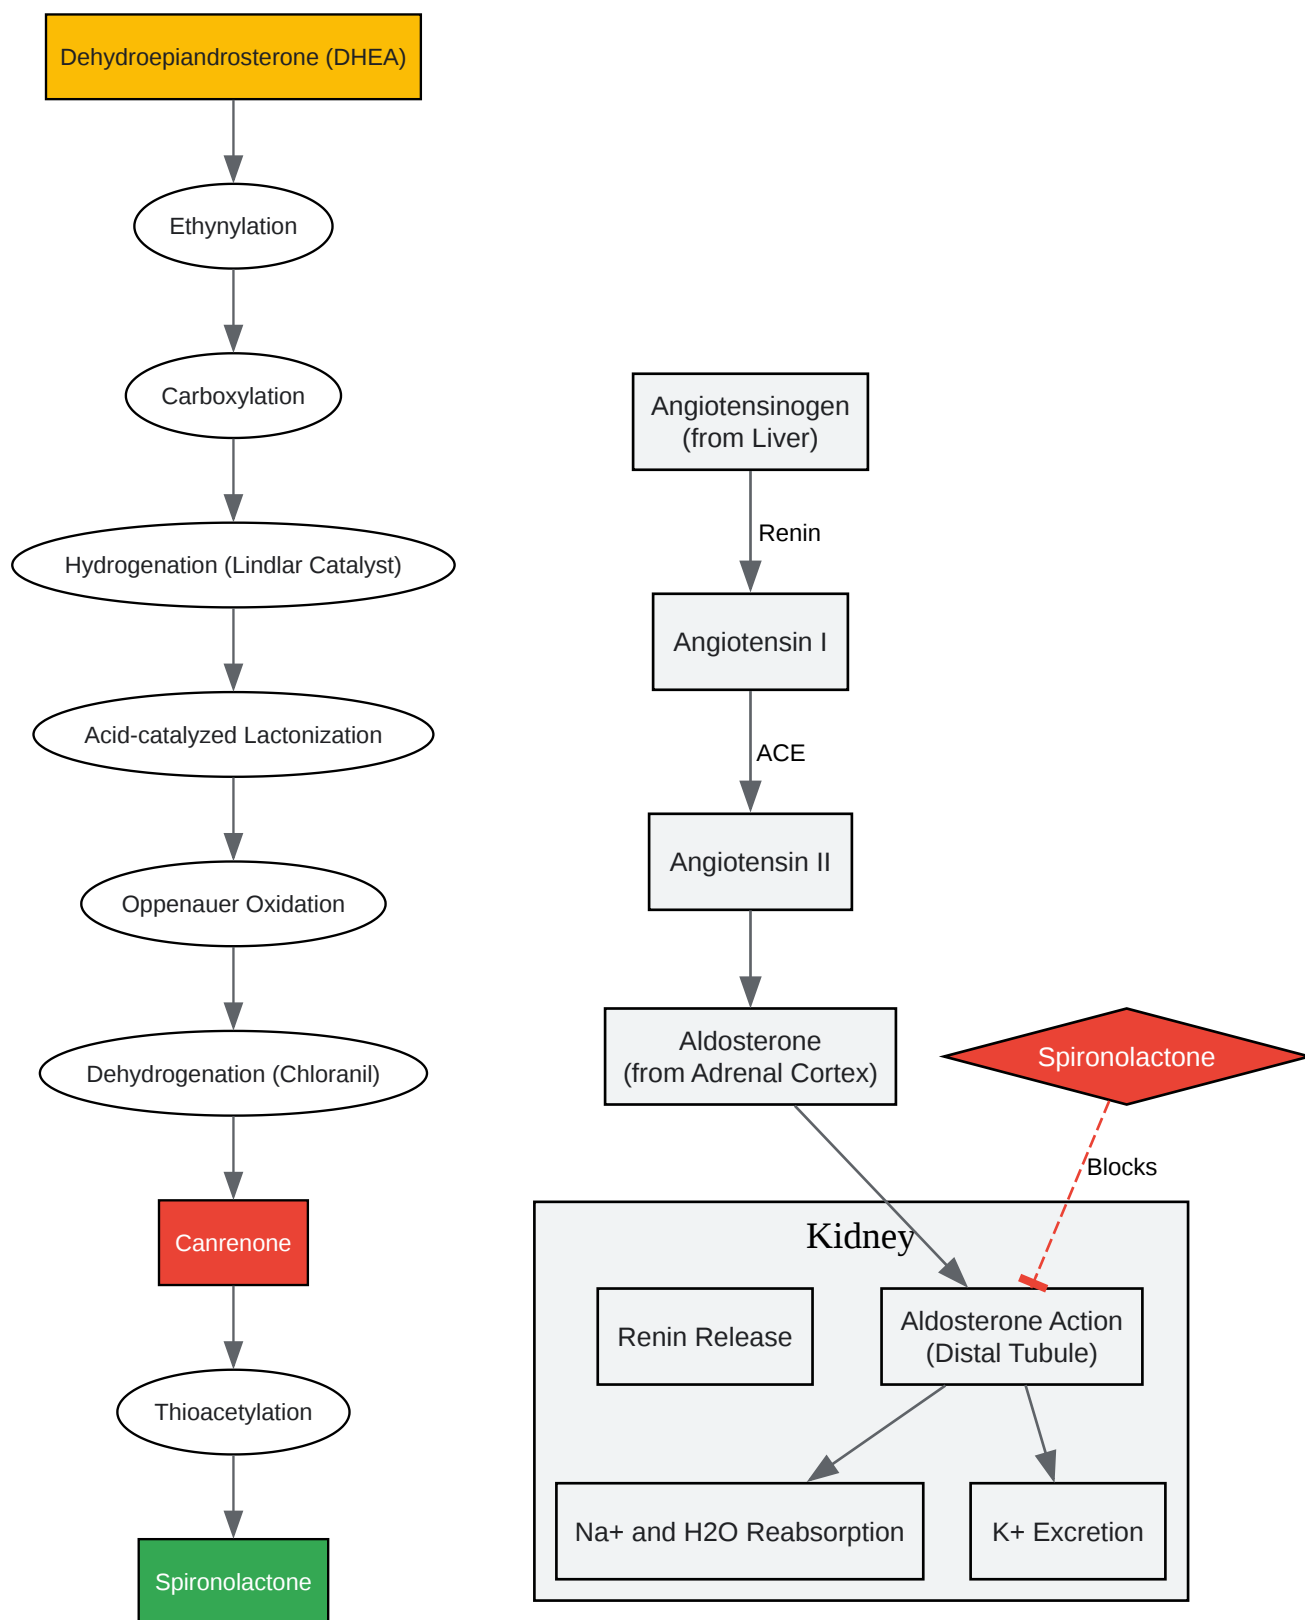 Dehydroepiandrosterone (DHEA)
Ethynylation
Carboxylation
Hydrogenation (Lindlar Catalyst)
Acid-catalyzed Lactonization
Oppenauer Oxidation
Dehydrogenation (Chloranil)
Canrenone
Thioacetylation
Spironolactone
Angiotensinogen
(from Liver)
Renin
Angiotensin I
ACE
Angiotensin II
Aldosterone
(from Adrenal Cortex)
Spironolactone
Blocks
Kidney
Renin Release
Aldosterone Action
(Distal Tubule)
Na+ and H2O Reabsorption
K+ Excretion